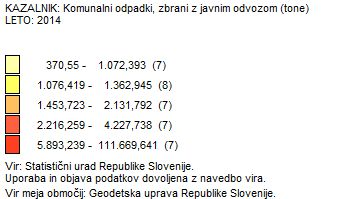 KAZALNIK: Komunalni odpadki, zbrani z javnim odvozom (tone)
LETO: 2014
370,55 - 1.072,393 (7)
1.076,419 - 1.362,945 (8)
1.453,723 - 2.131,792 (7)
2.216,259 - 4.227,738 (7)
5.893,239 - 111.669,641 (7)
Vir: Statistični urad Republike Slovenije.
Uporaba in objava podatkov dovoljena z navedbo vira.
Vir meja območij: Geodetska uprava Republike Slovenije.